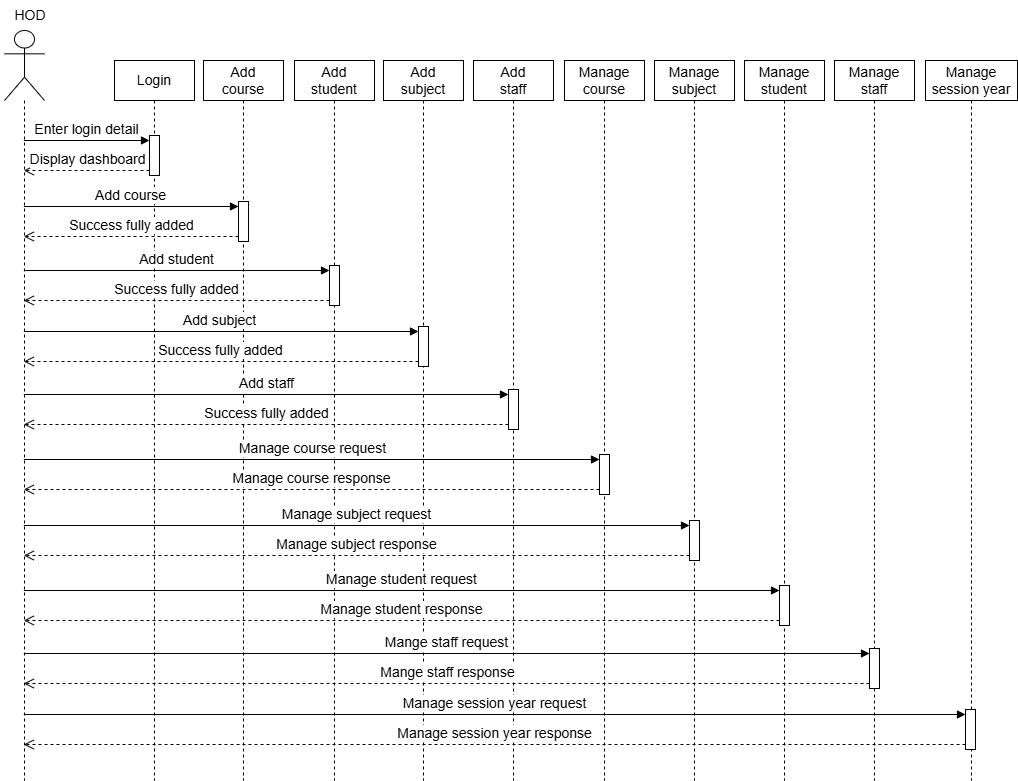 HOD
Login
Add
course
Add
student
Add
subject
Add
staff
Manage
course
Manage
subject
Manage
student
Manage
staff
Manage
session year
Enter login detail
Display dashboard
Add course
Success fully added
Add student
Success fully added
Add subject
Success fully added
Add staff
Success fully added
Manage course request
Manage course response
Manage subject request
Manage subject response
Manage student request
Manage student response
Mange staff request
Mange staff response
Manage session year request
Manage session year response